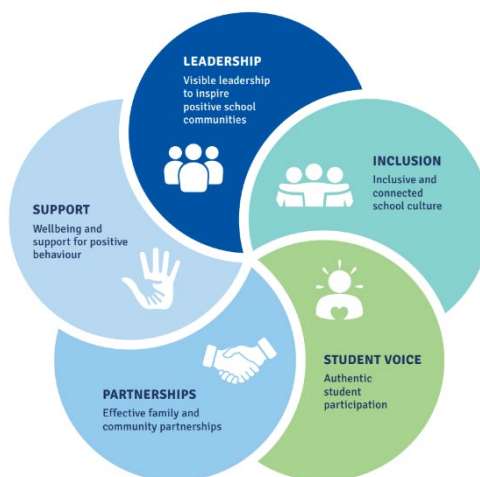 LEADERSHIP
Visible leadership
to inspire
positive school
communities
INCLUSION
Inclusive and
connected
school culture
STUDENT VOICE
Authentic
student
participation
PARTNERSHIPS
Effective family and
community partnerships
SUPPORT
Wellbeing and
support for positive
behaviour